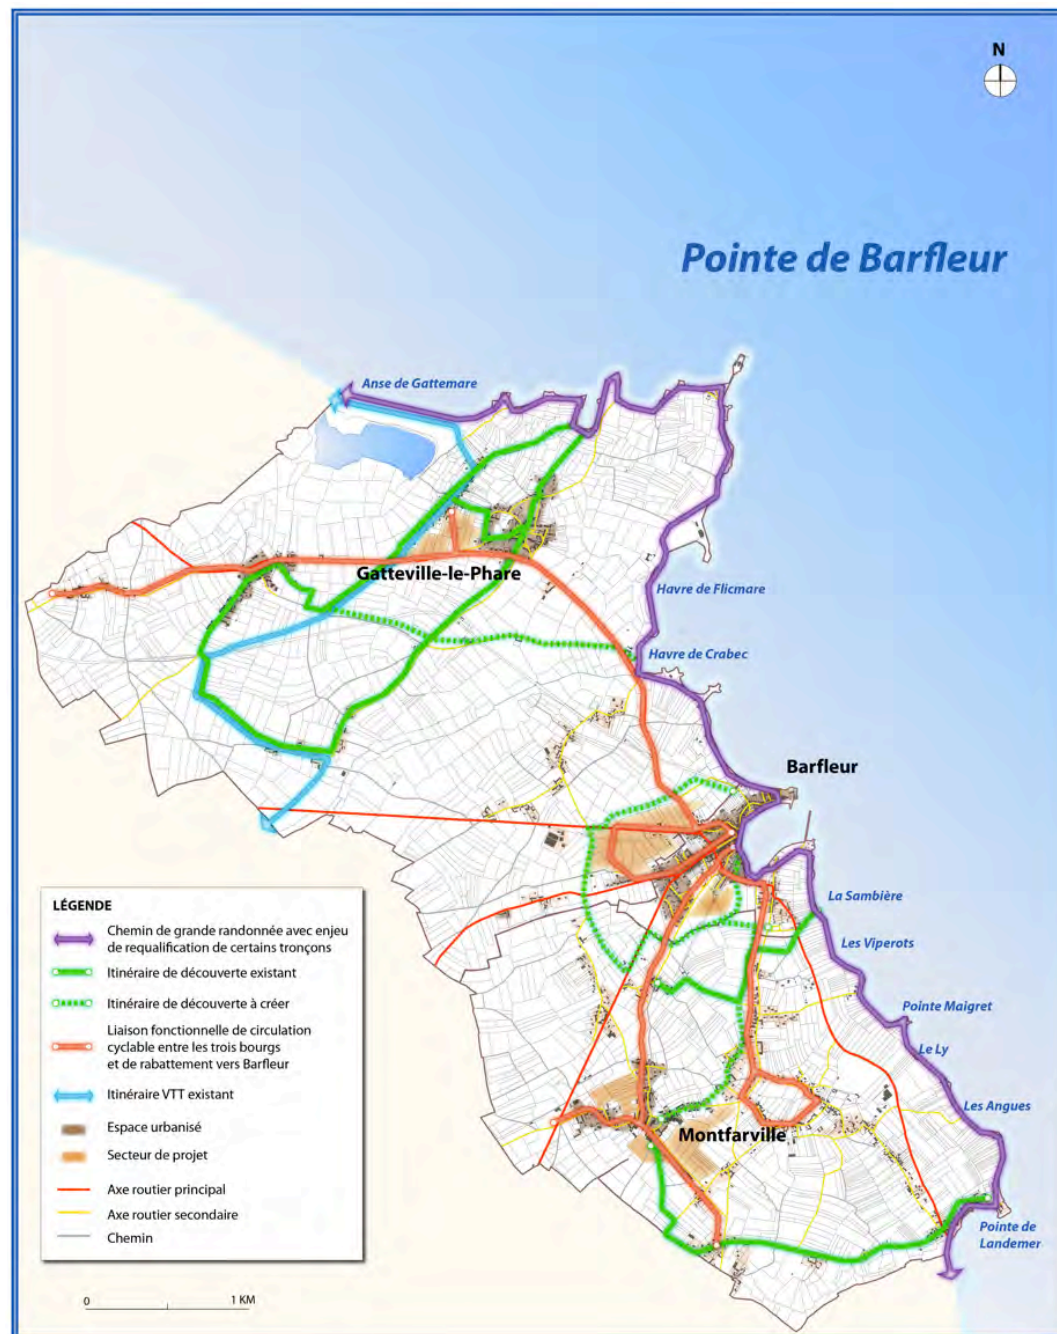 N
Pointe de Barfleur
Anse de Gattemare
Gatteville-le-Phare
Havre de Flicmare
Havre de Crabec
Barfleur
La Sambière
Les Viperots
Pointe Maigret
Le Ly
Les Angues
Montfarville
Pointe de
Landemer
LÉGENDE
Chemin de grande randonnée avec enjeu
de requalification de certains tronçons
Itinéraire de découverte existant
Itinéraire de découverte à créer
Liaison fonctionnelle de circulation
cyclable entre les trois bourgs
et de rabattement vers Barfleur
Itinéraire VTT existant
Espace urbanisé
Secteur de projet
Axe routier principal
Axe routier secondaire
Chemin
0 1 KM